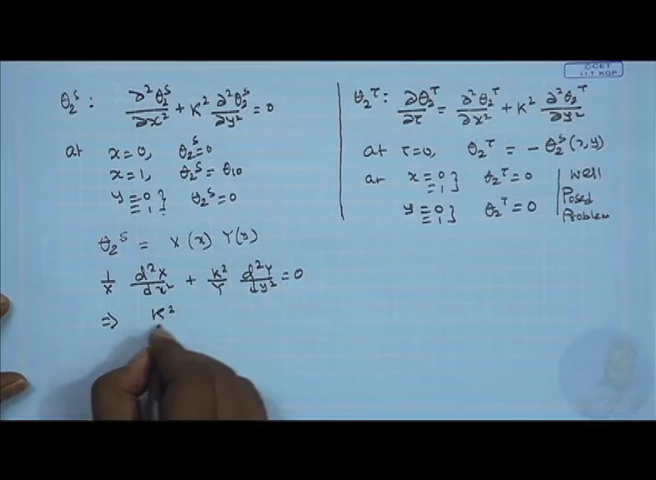 CCET
I.I.T. KGP
θ₂ˢ : ∂²θ₂ˢ/∂x² + K² ∂²θ₂ˢ/∂y² = 0
at x=0, θ₂ˢ=0
x=1, θ₂ˢ = θ₁₀
y=0
=1 } θ₂ˢ=0
θ₂ˢ = X(x) Y(y)
1/X d²X/dx² + K²/Y d²Y/dy² = 0
⇒ K²
θ₂ᵗ : ∂θ₂ᵗ/∂τ = ∂²θ₂ᵗ/∂x² + K² ∂²θ₂ᵗ/∂y²
at τ=0, θ₂ᵗ = -θ₂ˢ(x,y)
at x=0
=1 } θ₂ᵗ=0
y=0
=1 } θ₂ᵗ=0
well
Posed
Problem